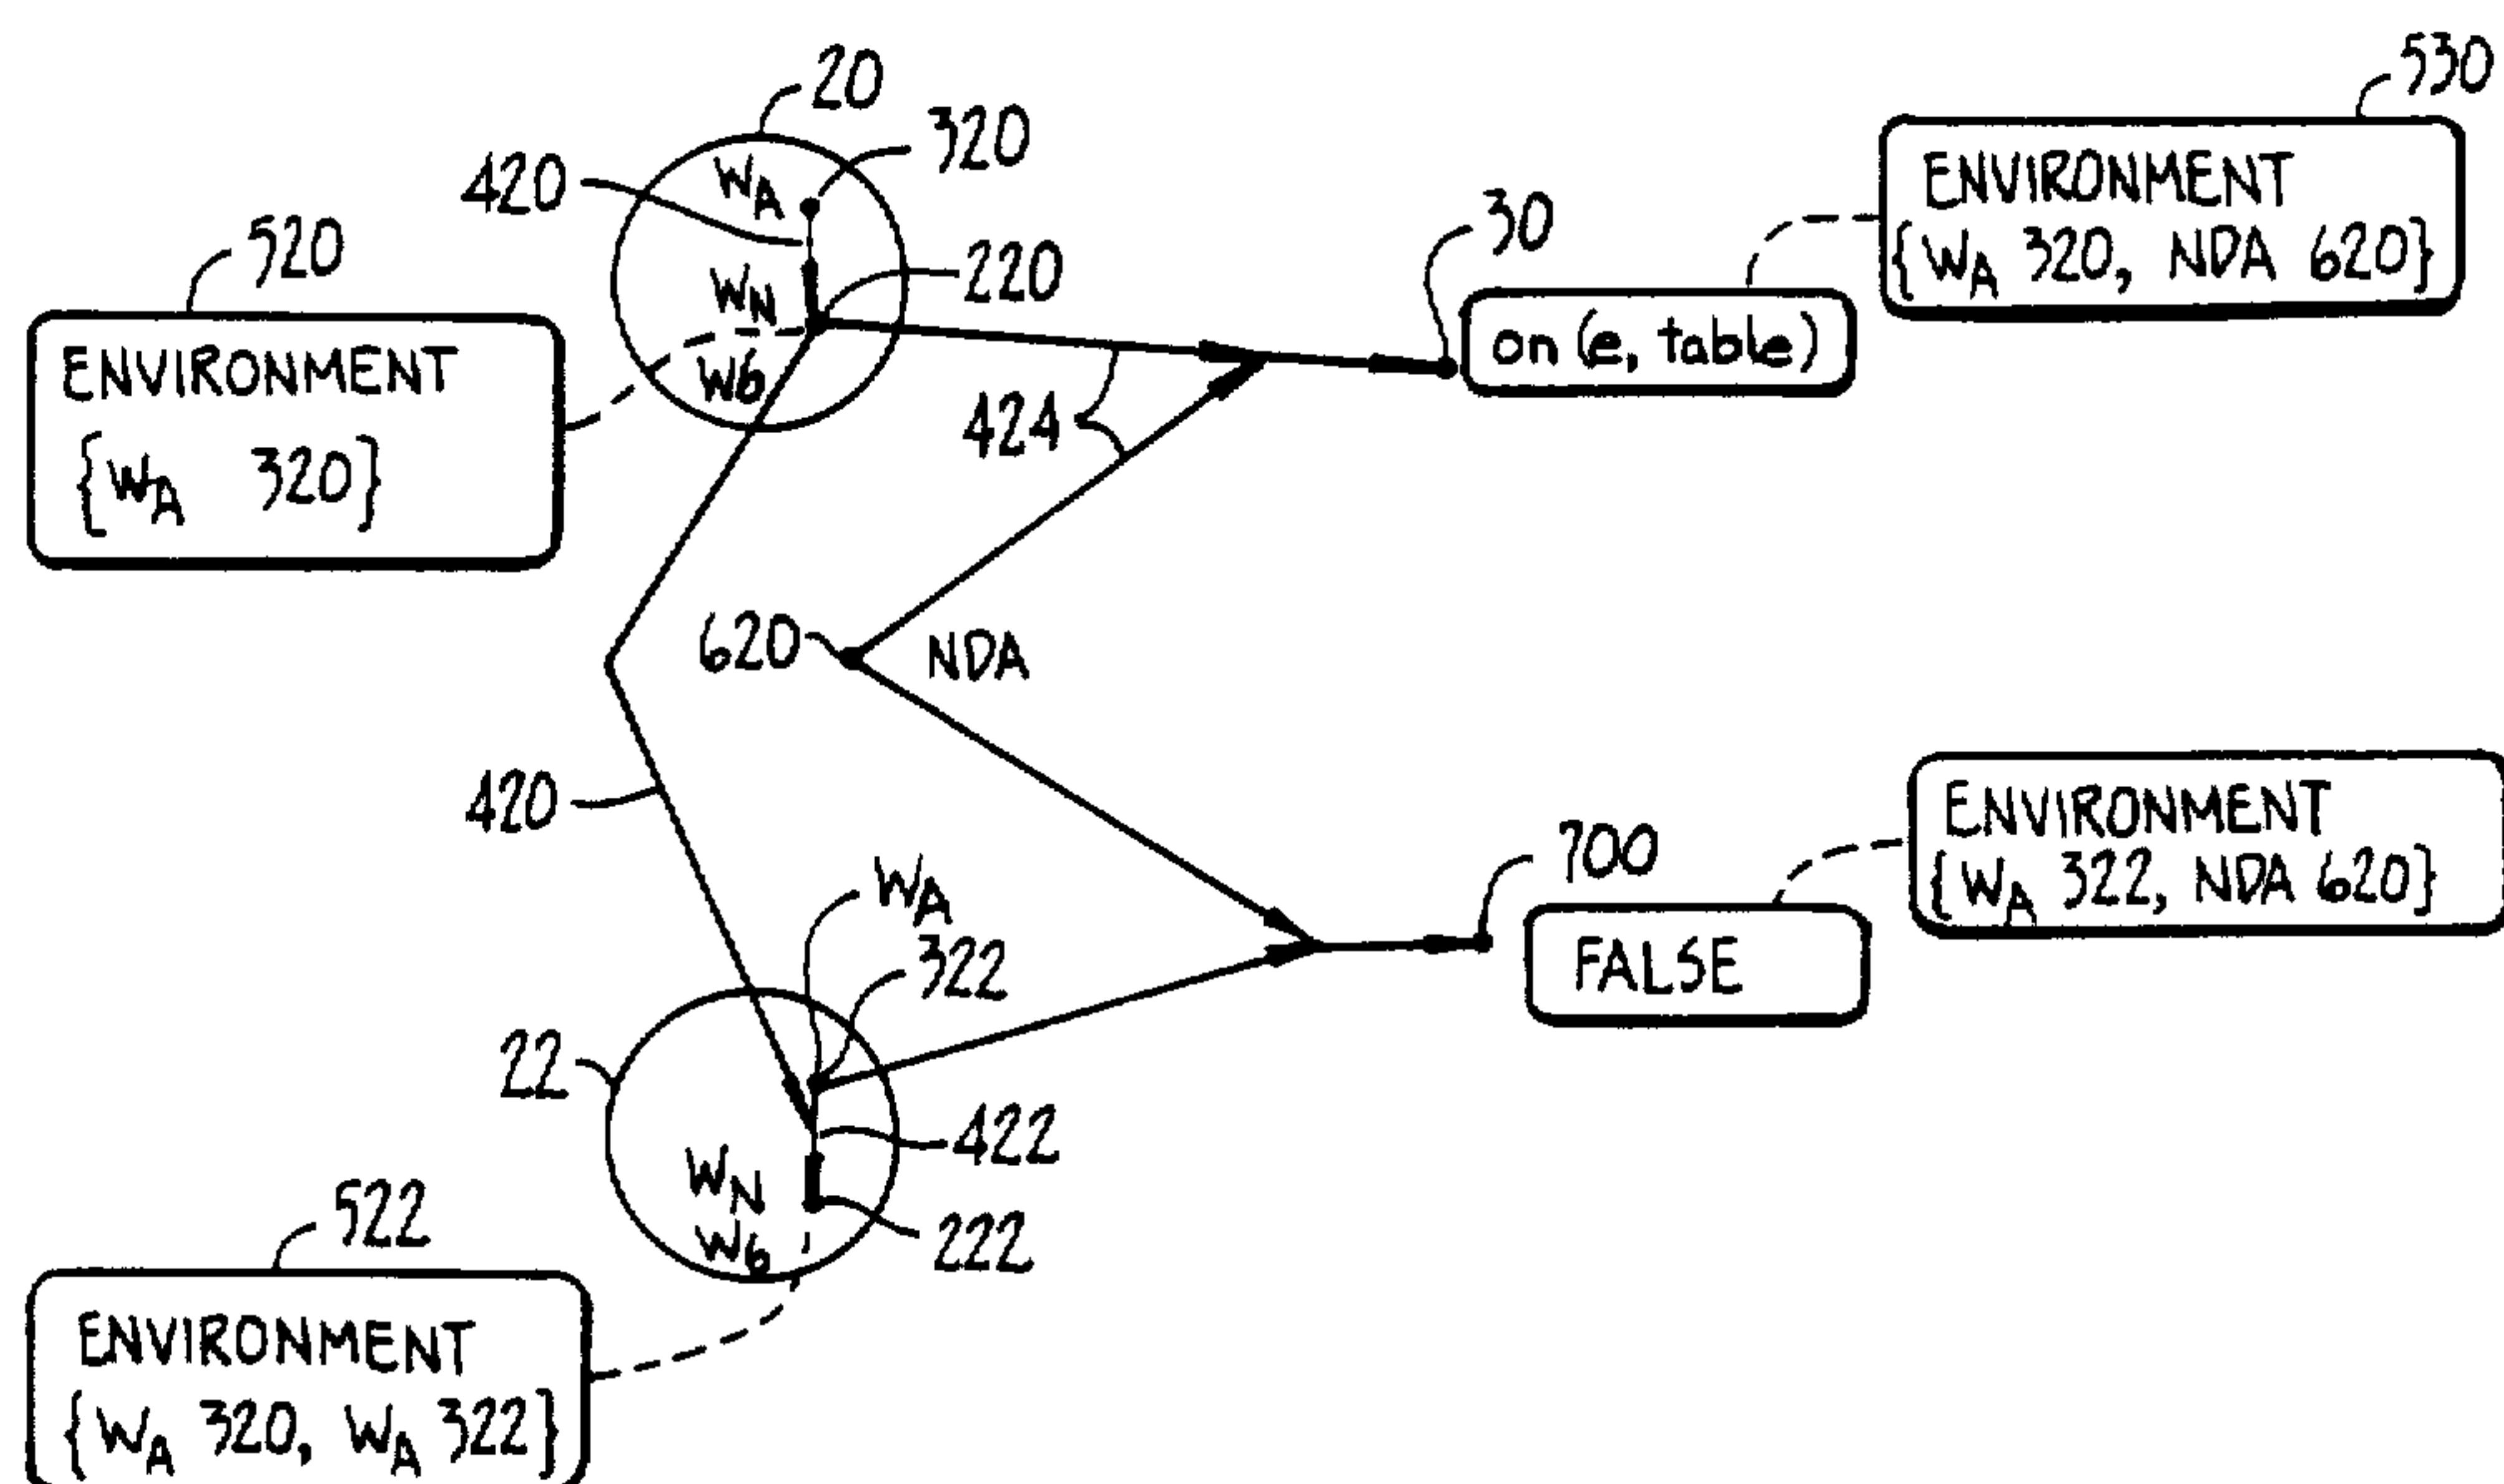 20
530
320
420
ENVIRONMENT
{WA 320, NDA 620}
WA
30
520
220
WN
on (e, table)
W6
ENVIRONMENT
{WA 320}
424
620
NDA
420
700
ENVIRONMENT
{WA 322, NDA 620}
WA
322
FALSE
22
422
WN
522
222
W6
ENVIRONMENT
{WA 320, WA 322}